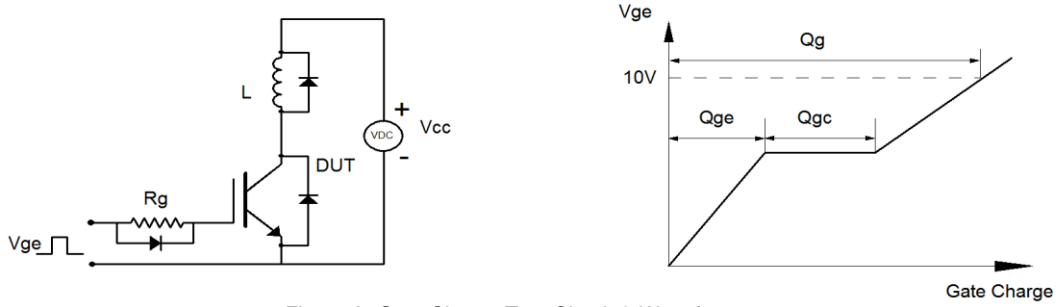 L
Rg
Vge
DUT
+
VDC
-
Vcc
Vge
10V
Qg
Qge
Qgc
Gate Charge